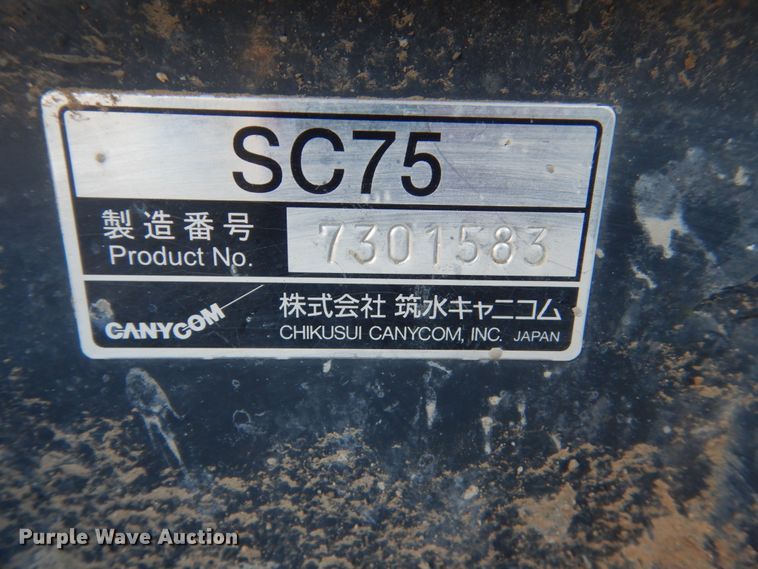 SC75
製造番号
Product No. 7301583
CANYCOM
株式会社 筑水キャニコム
CHIKUSUI CANYCOM, INC. JAPAN
Purple Wave Auction